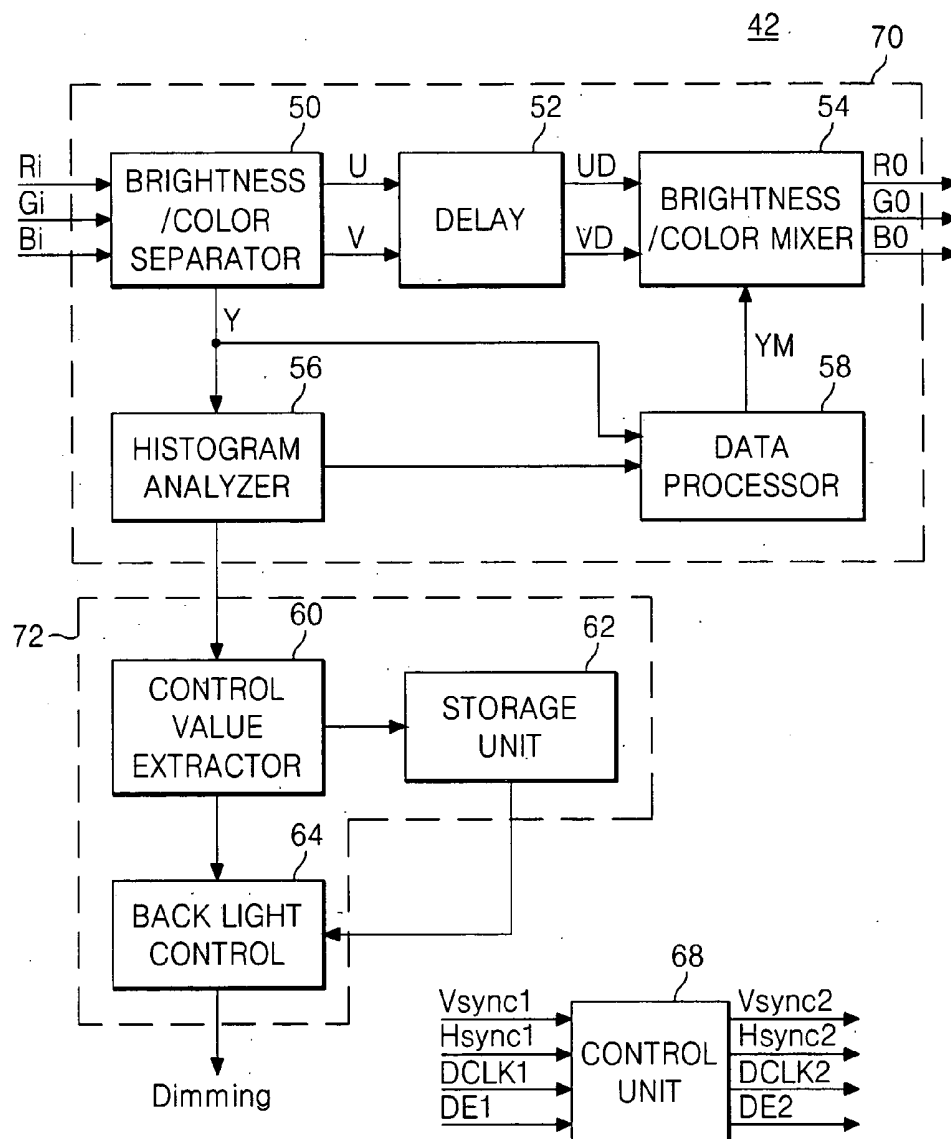 42
70
50
52
54
Ri
Gi
Bi
BRIGHTNESS
/COLOR
SEPARATOR
U
V
DELAY
UD
VD
BRIGHTNESS
/COLOR MIXER
R0
G0
B0
Y
YM
56
58
HISTOGRAM
ANALYZER
DATA
PROCESSOR
72
60
62
CONTROL
VALUE
EXTRACTOR
STORAGE
UNIT
64
BACK LIGHT
CONTROL
Dimming
68
Vsync1
Hsync1
DCLK1
DE1
CONTROL
UNIT
Vsync2
Hsync2
DCLK2
DE2